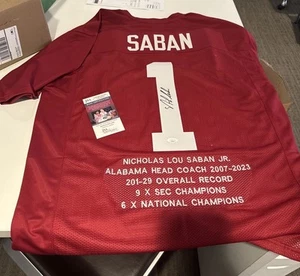 SABAN
1
NICHOLAS LOU SABAN JR.
ALABAMA HEAD COACH 2007-2023
201-29 OVERALL RECORD
9 X SEC CHAMPIONS
6 X NATIONAL CHAMPIONS